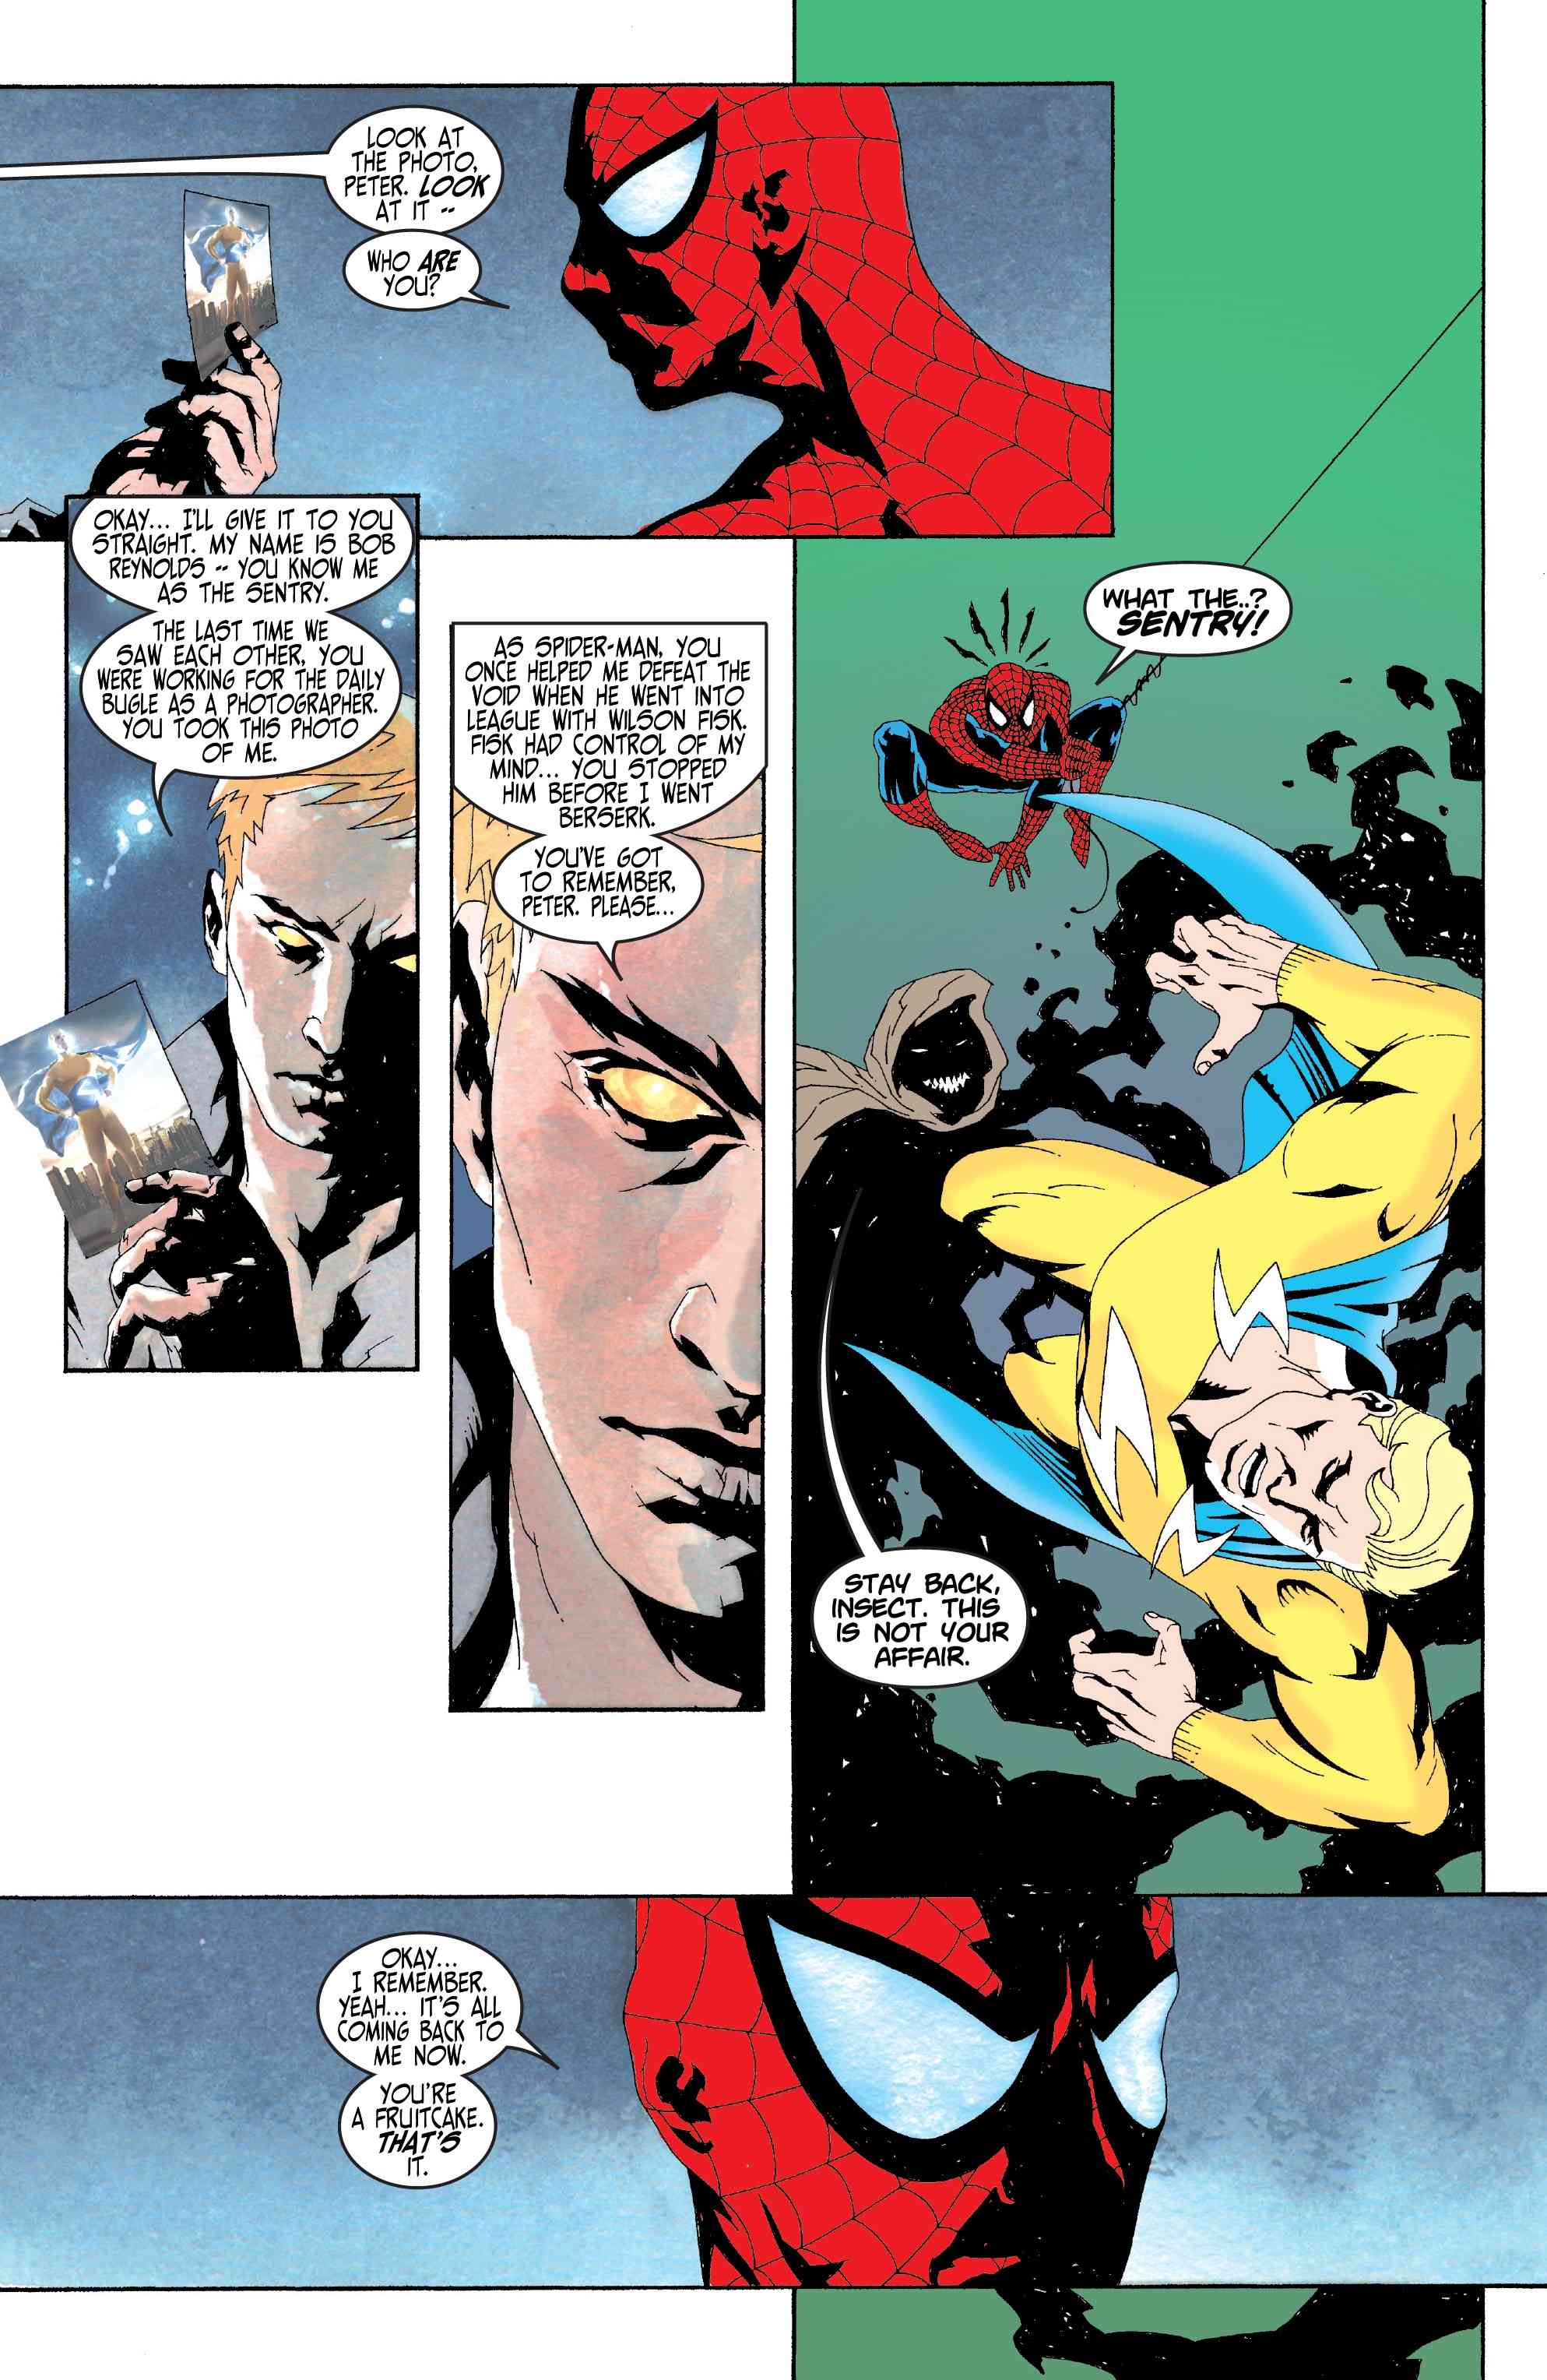 LOOK AT
THE PHOTO,
PETER. LOOK
AT IT --
WHO ARE
YOU?
OKAY... I'LL GIVE IT TO YOU
STRAIGHT. MY NAME IS BOB
REYNOLDS -- YOU KNOW ME
AS THE SENTRY.
THE LAST TIME WE
SAW EACH OTHER, YOU
WERE WORKING FOR THE DAILY
BUGLE AS A PHOTOGRAPHER.
YOU TOOK THIS PHOTO
OF ME.
AS SPIDER-MAN, YOU
ONCE HELPED ME DEFEAT THE
VOID WHEN HE WENT INTO
LEAGUE WITH WILSON FISK.
FISK HAD CONTROL OF MY
MIND... YOU STOPPED
HIM BEFORE I WENT
BERSERK.
YOU'VE GOT
TO REMEMBER,
PETER. PLEASE...
WHAT THE..?
SENTRY!
STAY BACK,
INSECT. THIS
IS NOT YOUR
AFFAIR.
OKAY...
I REMEMBER.
YEAH... IT'S ALL
COMING BACK TO
ME NOW.
YOU'RE
A FRUITCAKE.
THAT'S
IT.